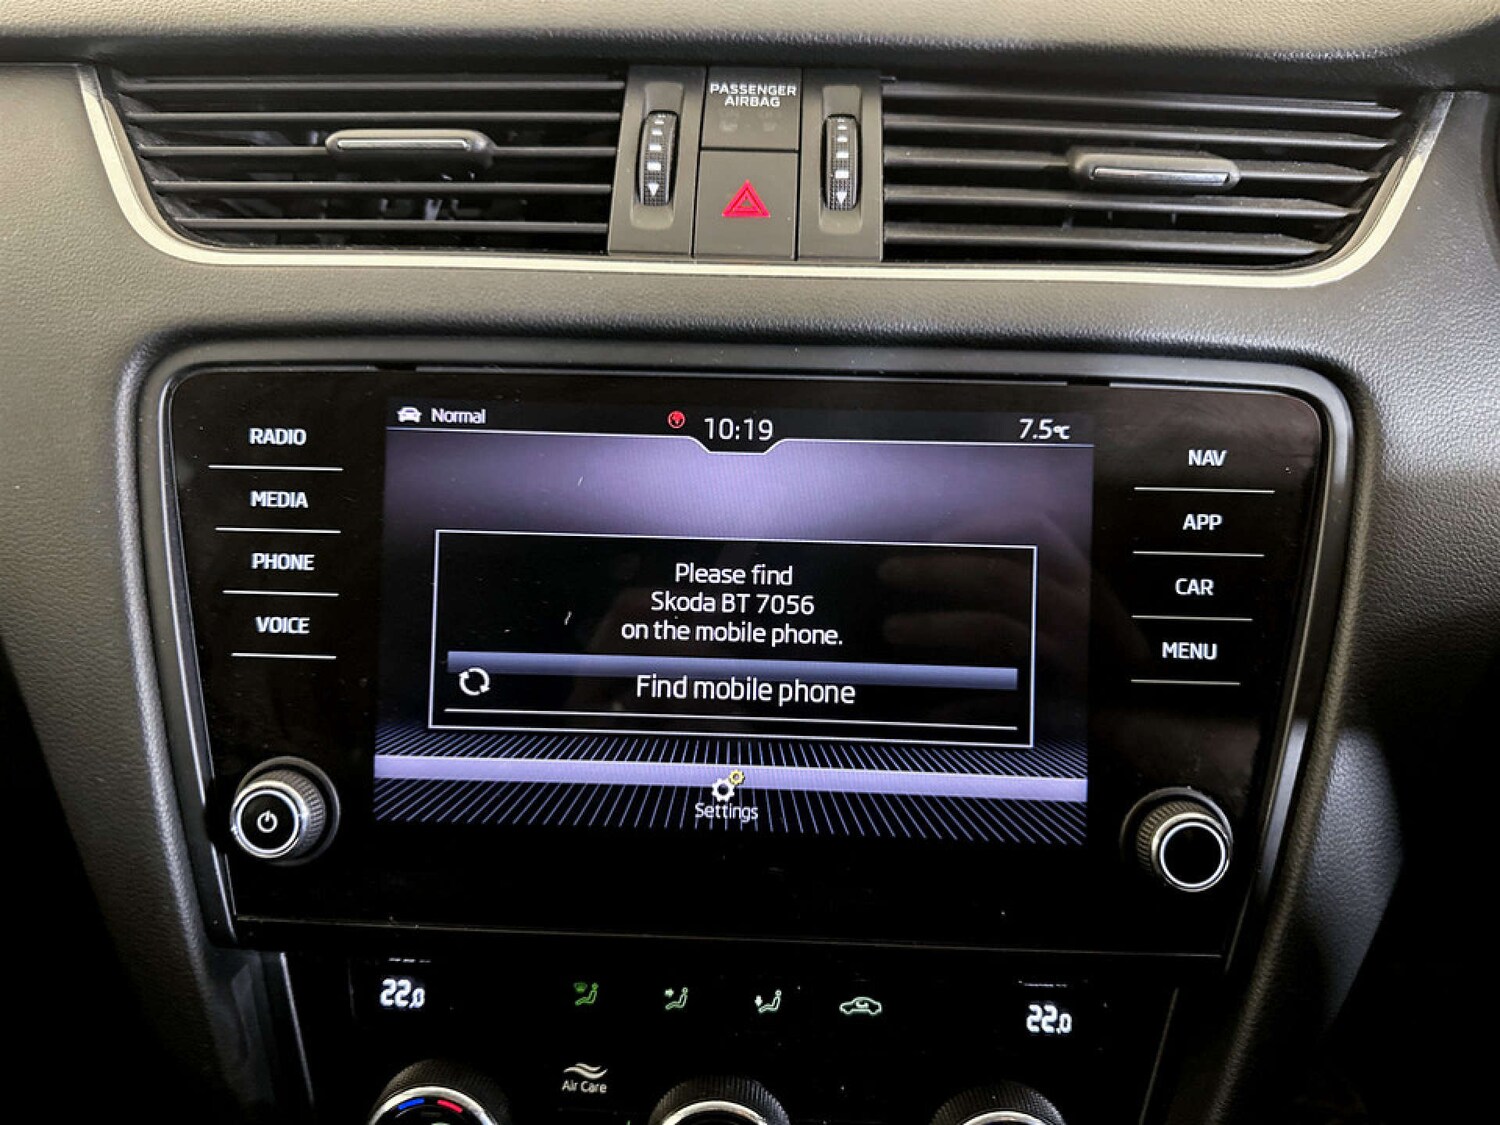 PASSENGER
AIRBAG
Normal
10:19
7.5°C
RADIO
MEDIA
PHONE
VOICE
Please find
Skoda BT 7056
on the mobile phone.
Find mobile phone
Settings
NAV
APP
CAR
MENU
22.0
22.0
Air Care